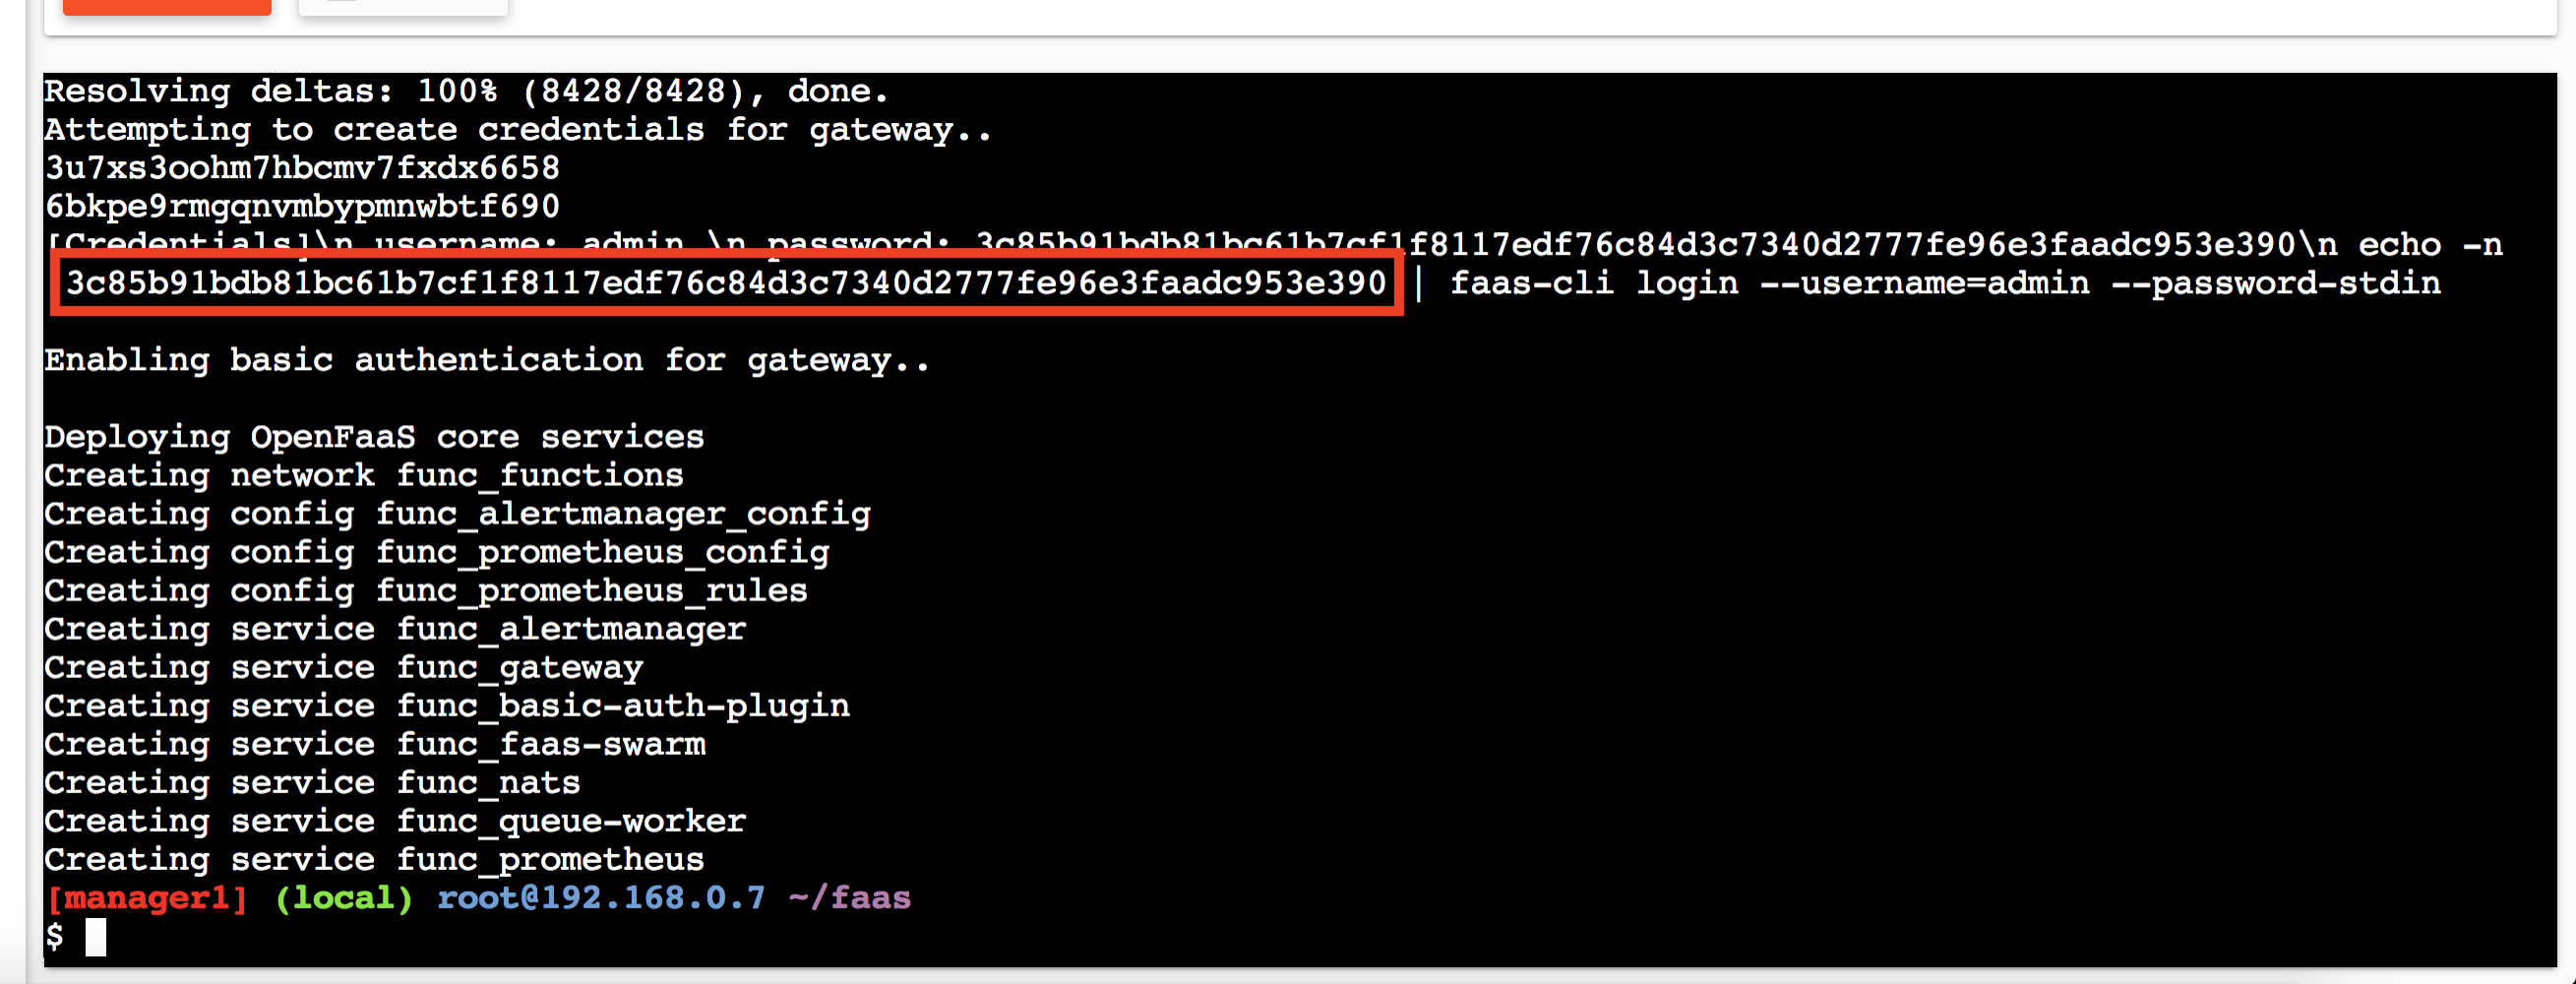 Resolving deltas: 100% (8428/8428), done.
Attempting to create credentials for gateway..
3u7xs3oohm7hbcmv7fxdx6658
6bkpe9rmgqnvmbypmnwbtf690
[Credentials]\n username: admin \n password: 3c85b91bdb81bc61b7cf1f8117edf76c84d3c7340d2777fe96e3faadc953e390\n echo -n
3c85b91bdb81bc61b7cf1f8117edf76c84d3c7340d2777fe96e3faadc953e390 | faas-cli login --username=admin --password-stdin
Enabling basic authentication for gateway..
Deploying OpenFaaS core services
Creating network func_functions
Creating config func_alertmanager_config
Creating config func_prometheus_config
Creating config func_prometheus_rules
Creating service func_alertmanager
Creating service func_gateway
Creating service func_basic-auth-plugin
Creating service func_faas-swarm
Creating service func_nats
Creating service func_queue-worker
Creating service func_prometheus
[manager1] (local) root@192.168.0.7 ~/faas
$